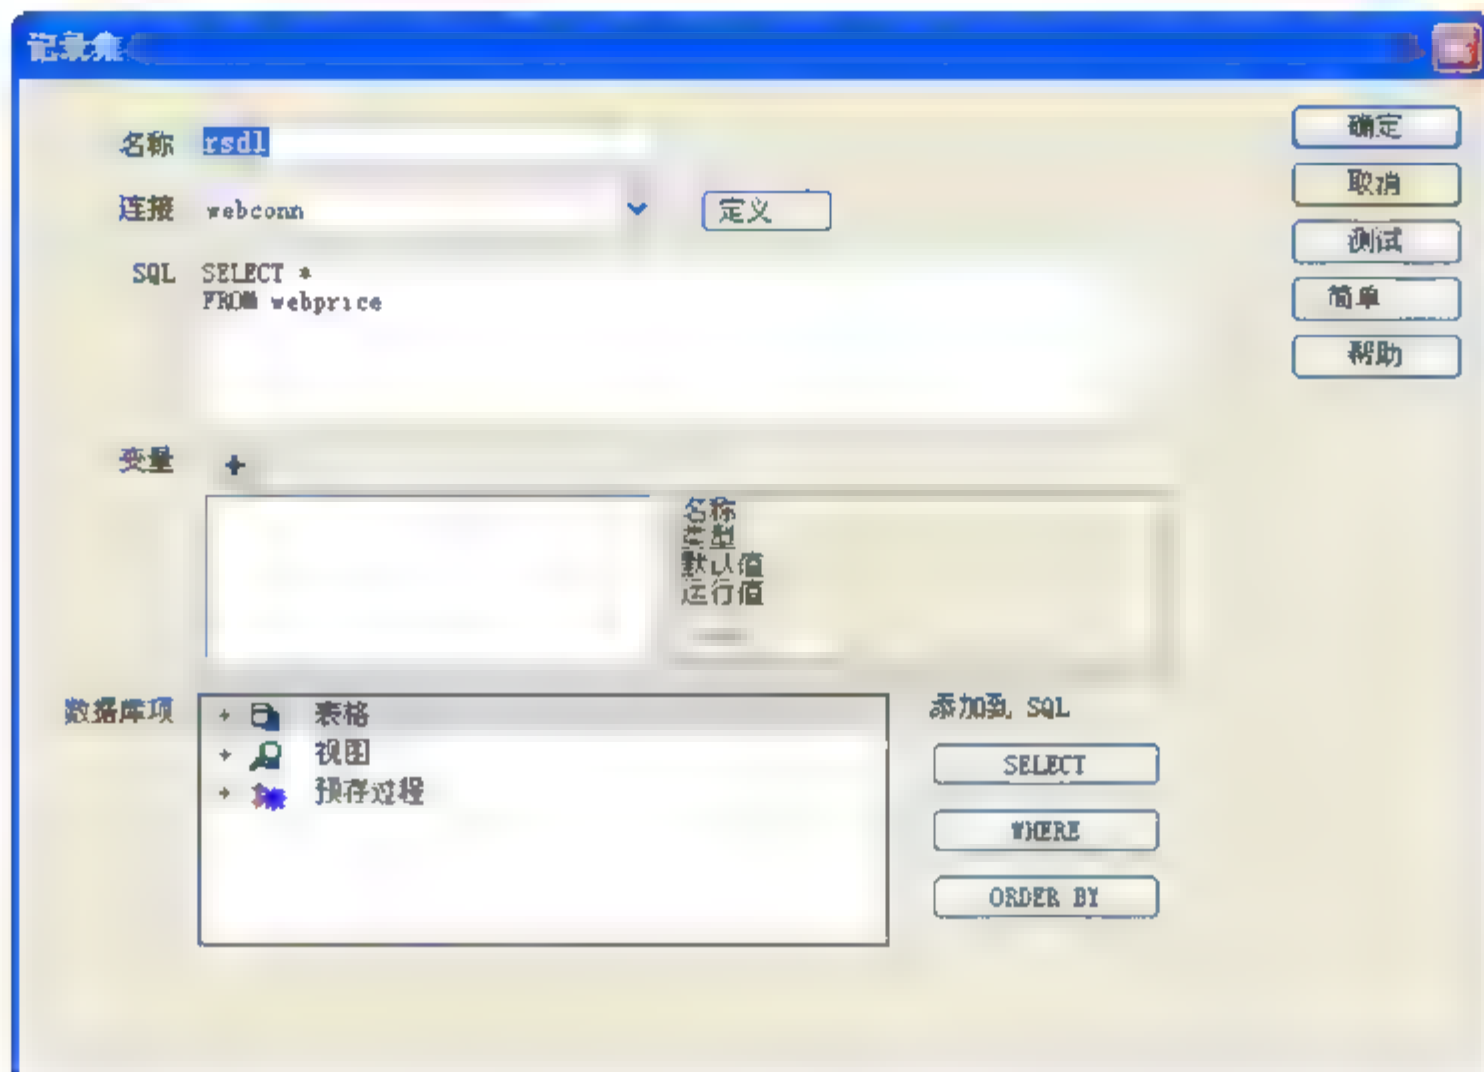 记录集
名称 rsdl
确定
连接 webconn 定义
取消
测试
SQL SELECT *
FROM webprice
简单
帮助
变量
名称
类型
默认值
运行值
数据库项 表格
视图
预存过程
添加到 SQL
SELECT
WHERE
ORDER BY